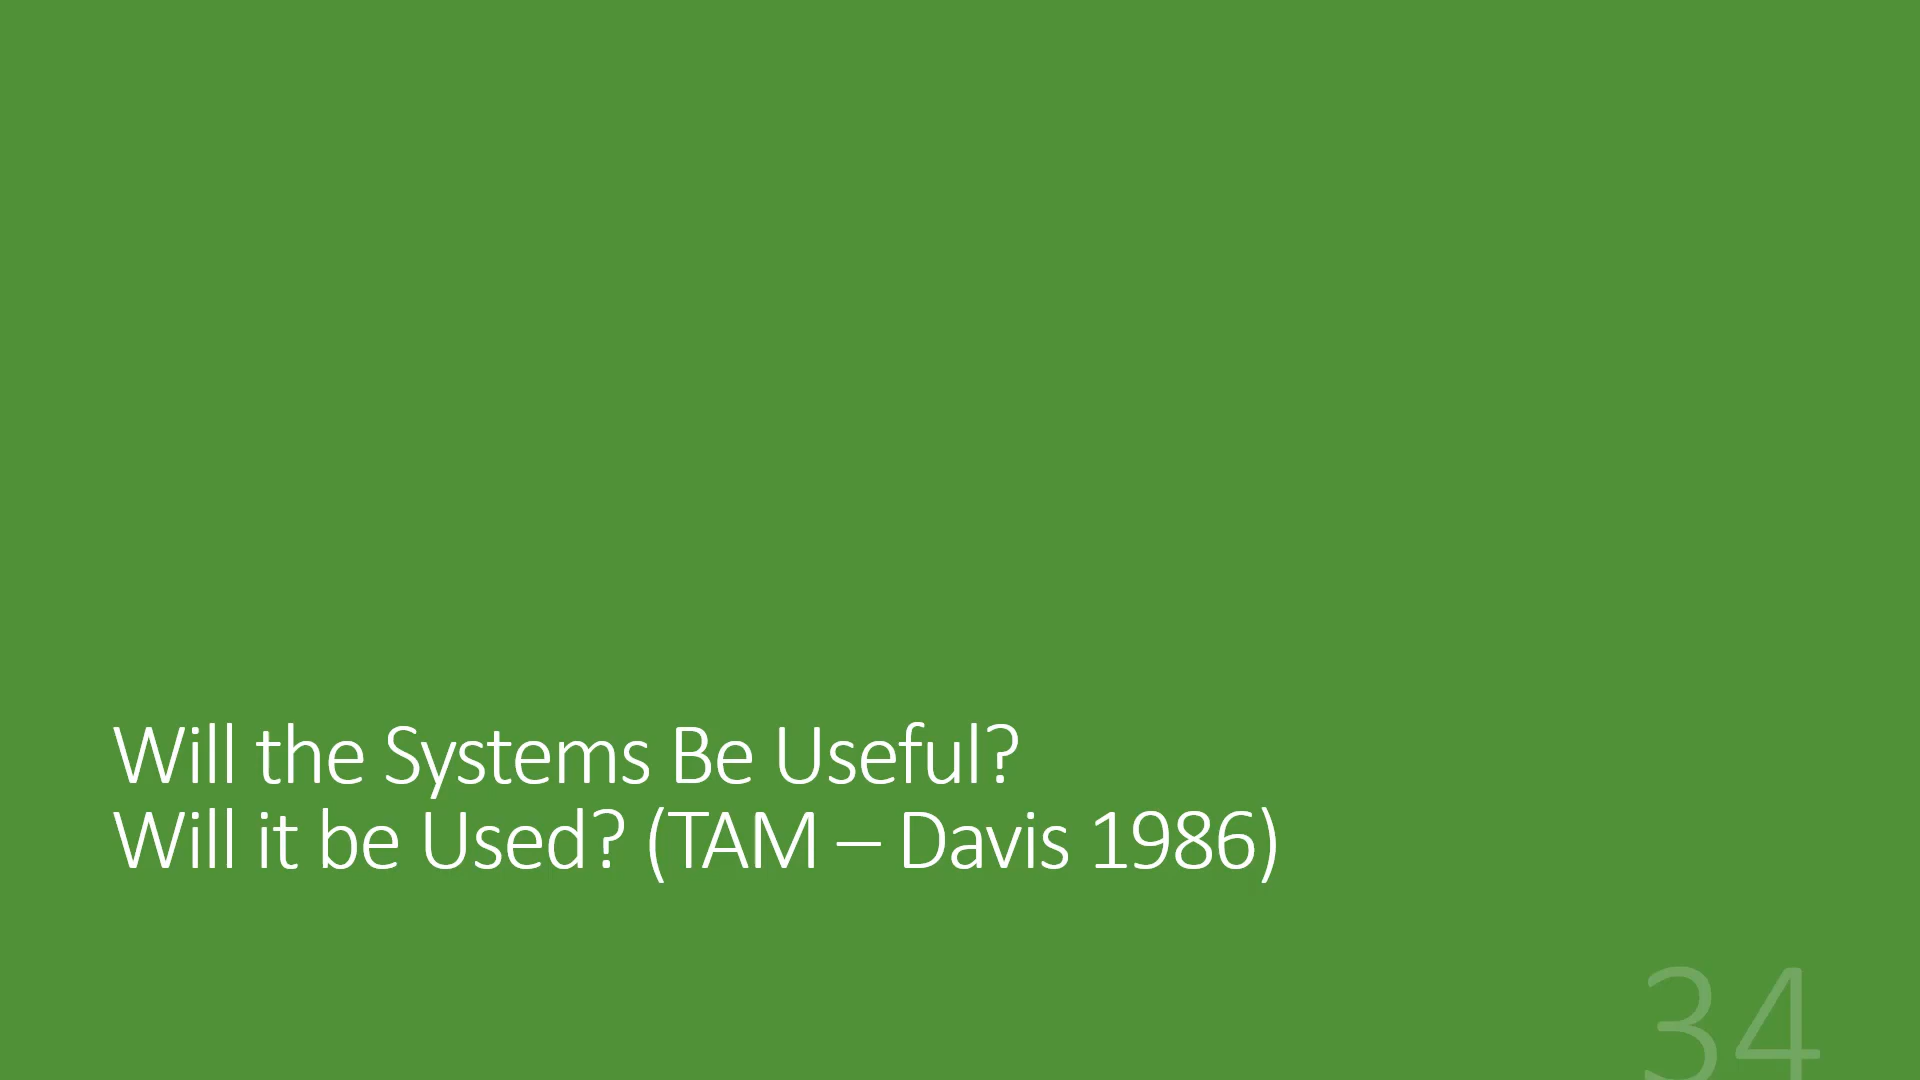 Will the Systems Be Useful?
Will it be Used? (TAM – Davis 1986)
34